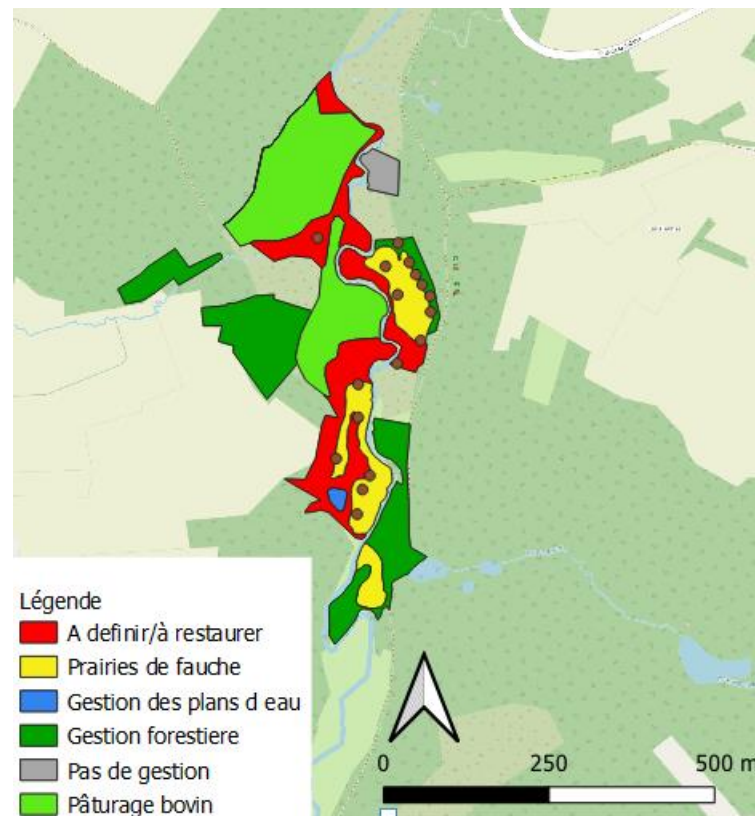 Légende
A definir/à restaurer
Prairies de fauche
Gestion des plans d eau
Gestion forestiere
Pas de gestion
Pâturage bovin
0 250 500 m